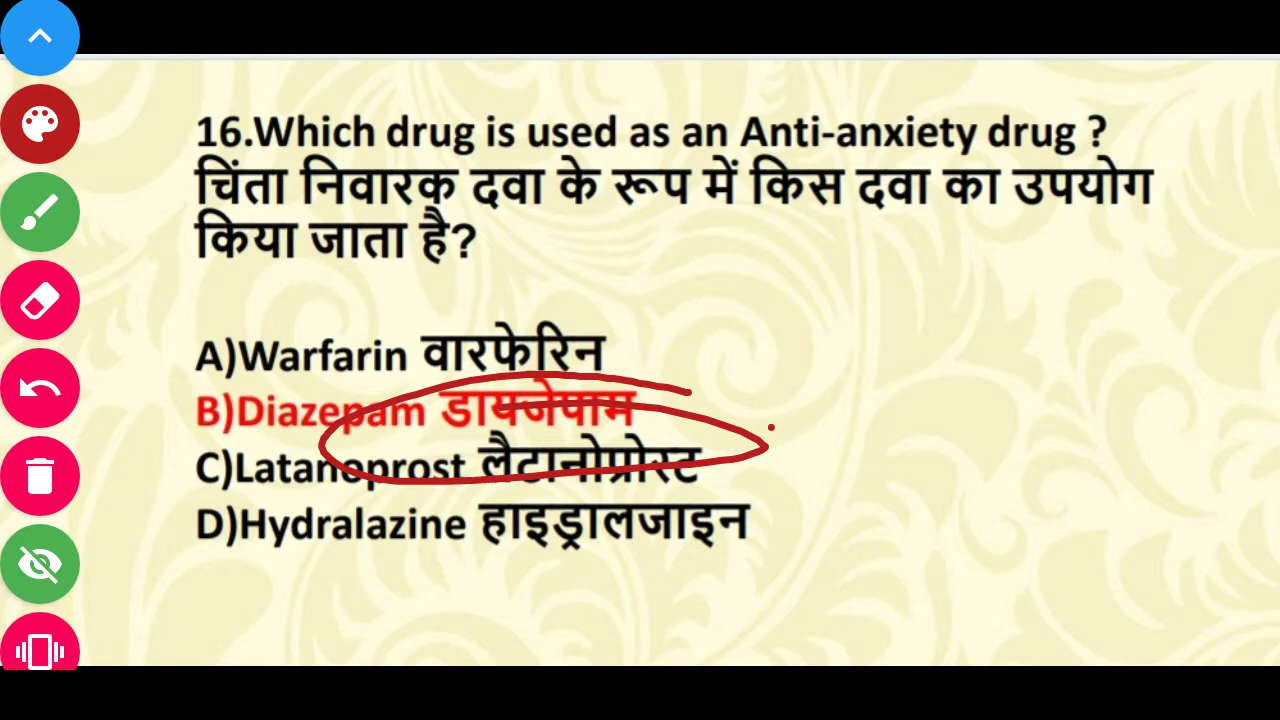 16.Which drug is used as an Anti-anxiety drug ?
चिंता निवारक दवा के रूप में किस दवा का उपयोग
किया जाता है?
A)Warfarin वारफेरिन
B)Diazepam डायजेपाम
C)Latanoprost लैटानोप्रोस्ट
D)Hydralazine हाइड्रालजाइन